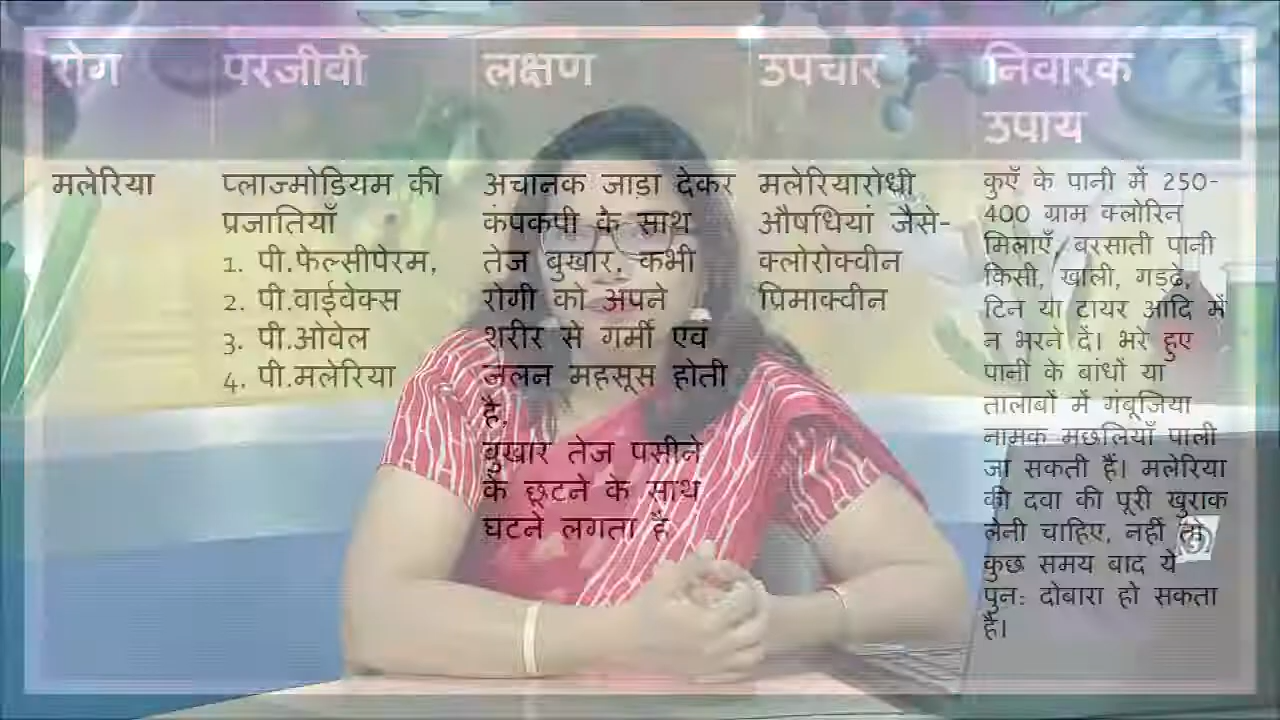 रोग
परजीवी
लक्षण
उपचार
निवारक
उपाय
मलेरिया
प्लाज्मोडियम की
प्रजातियाँ
1. पी.फेल्सीपेरम,
2. पी.वाईवेक्स
3. पी.ओवेल
4. पी.मलेरिया
अचानक जाड़ा देकर
कंपकपी के साथ
तेज बुखार, कभी
रोगी को अपने
शरीर से गर्मी एवं
जलन महसूस होती
है,
बुखार तेज पसीने
के छूटने के साथ
घटने लगता है
मलेरियारोधी
औषधियां जैसे-
क्लोरोक्वीन
प्रिमाक्वीन
कुएँ के पानी में 250-
400 ग्राम क्लोरिन
मिलाएँ/ बरसाती पानी
किसी, खाली, गड्ढे,
टिन या टायर आदि में
न भरने दें। भरे हुए
पानी के बांधों या
तालाबों में गंबूजिया
नामक मछलियाँ पाली
जा सकती हैं। मलेरिया
की दवा की पूरी खुराक
लेनी चाहिए, नहीं तो
कुछ समय बाद ये
पुन: दोबारा हो सकता
है।